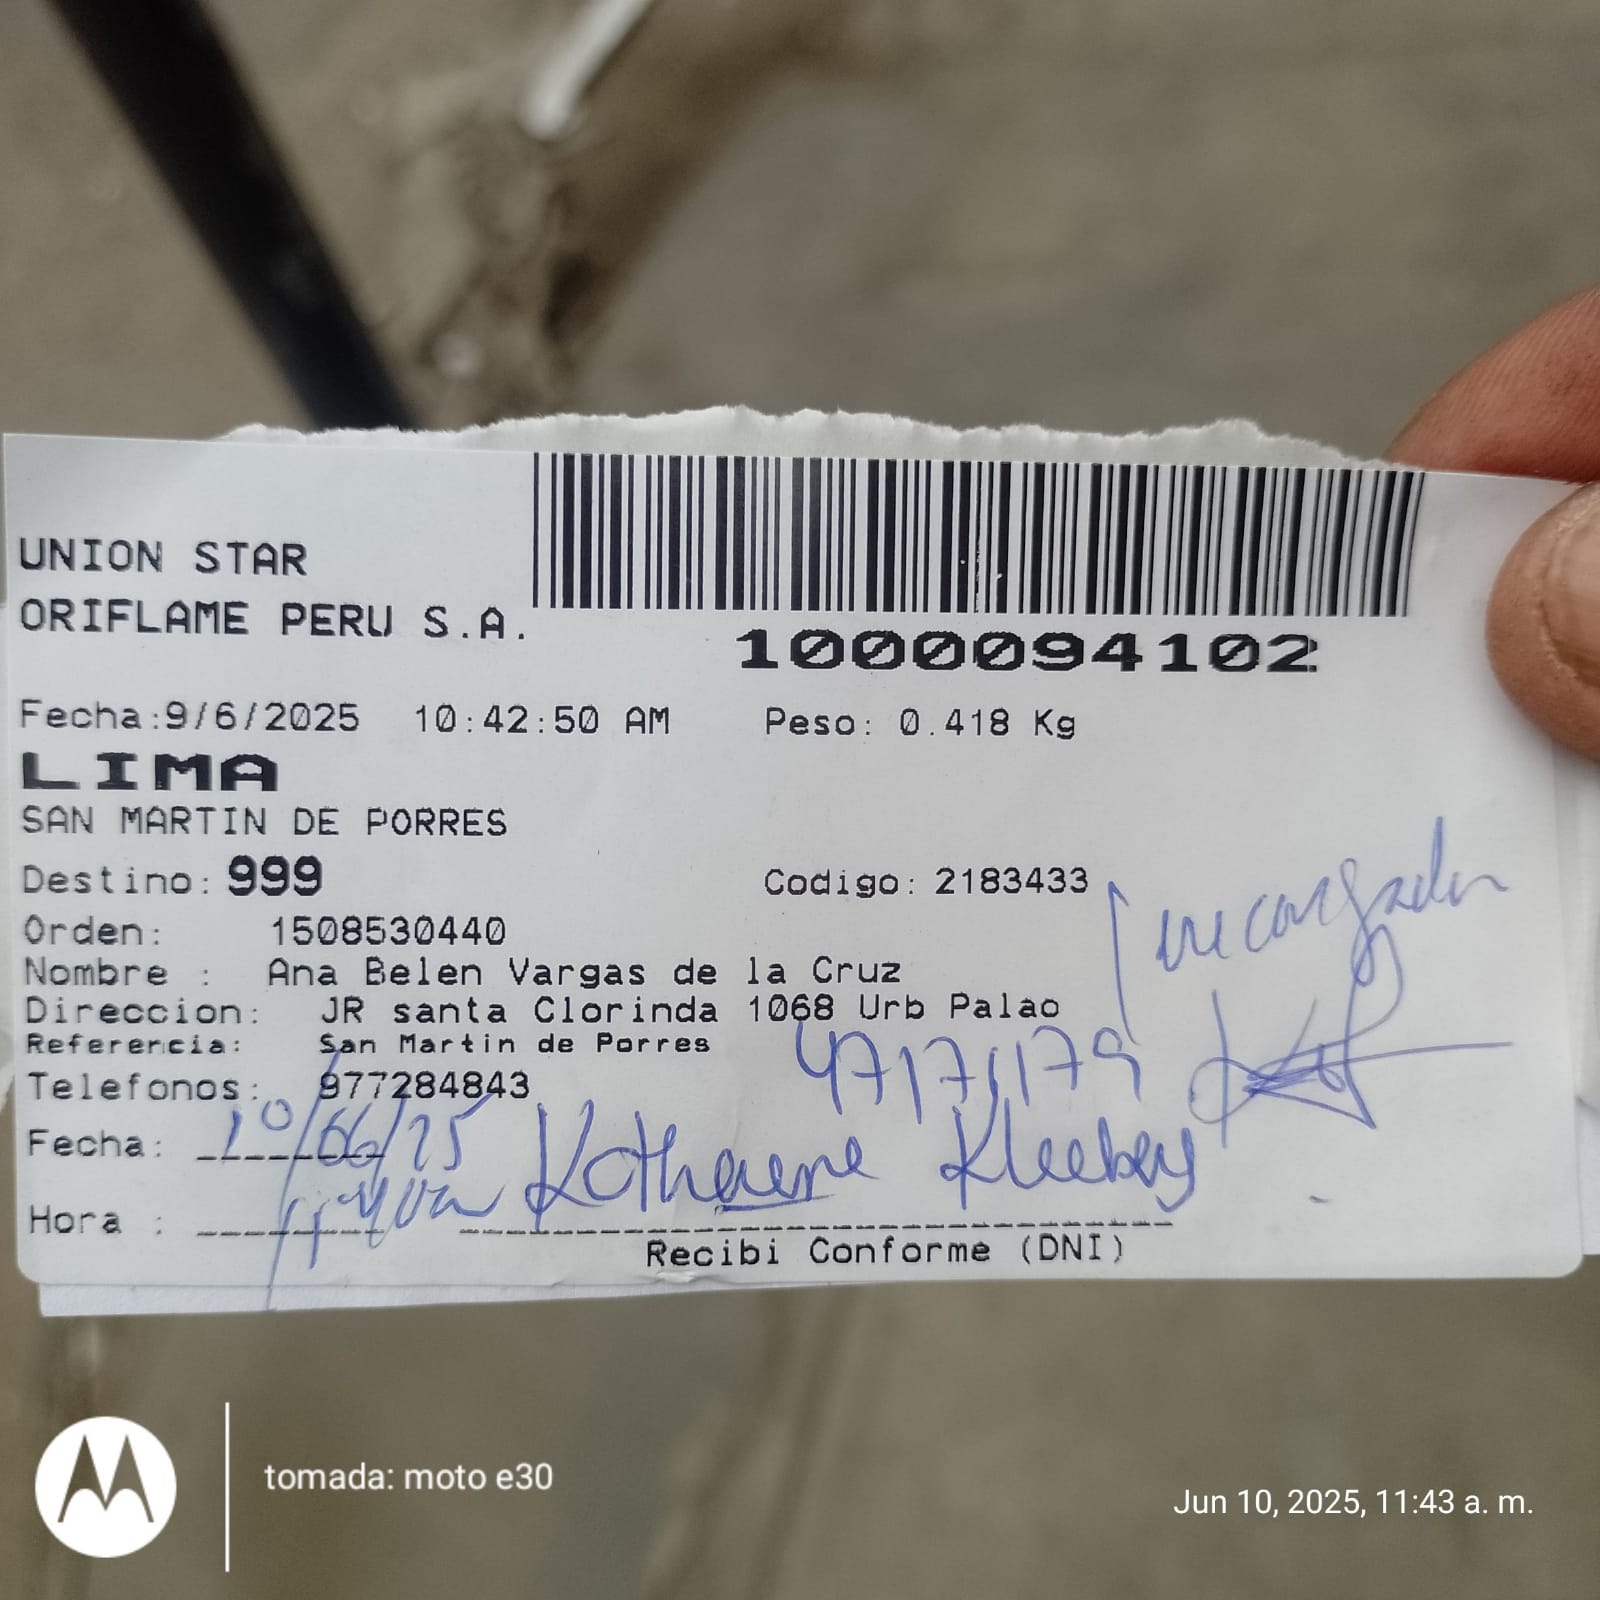 UNION STAR
ORIFLAME PERU S.A.
1000094102
Fecha:9/6/2025 10:42:50 AM Peso: 0.418 Kg
LIMA
SAN MARTIN DE PORRES
Destino: 999 Codigo: 2183433
Orden: 1508530440
Nombre : Ana Belen Vargas de la Cruz
Direccion: JR santa Clorinda 1068 Urb Palao
Referencia: San Martin de Porres
Telefonos: 977284843
Fecha: 10/06/25
Hora :
Recibi Conforme (DNI)
tomada: moto e30
Jun 10, 2025, 11:43 a. m.